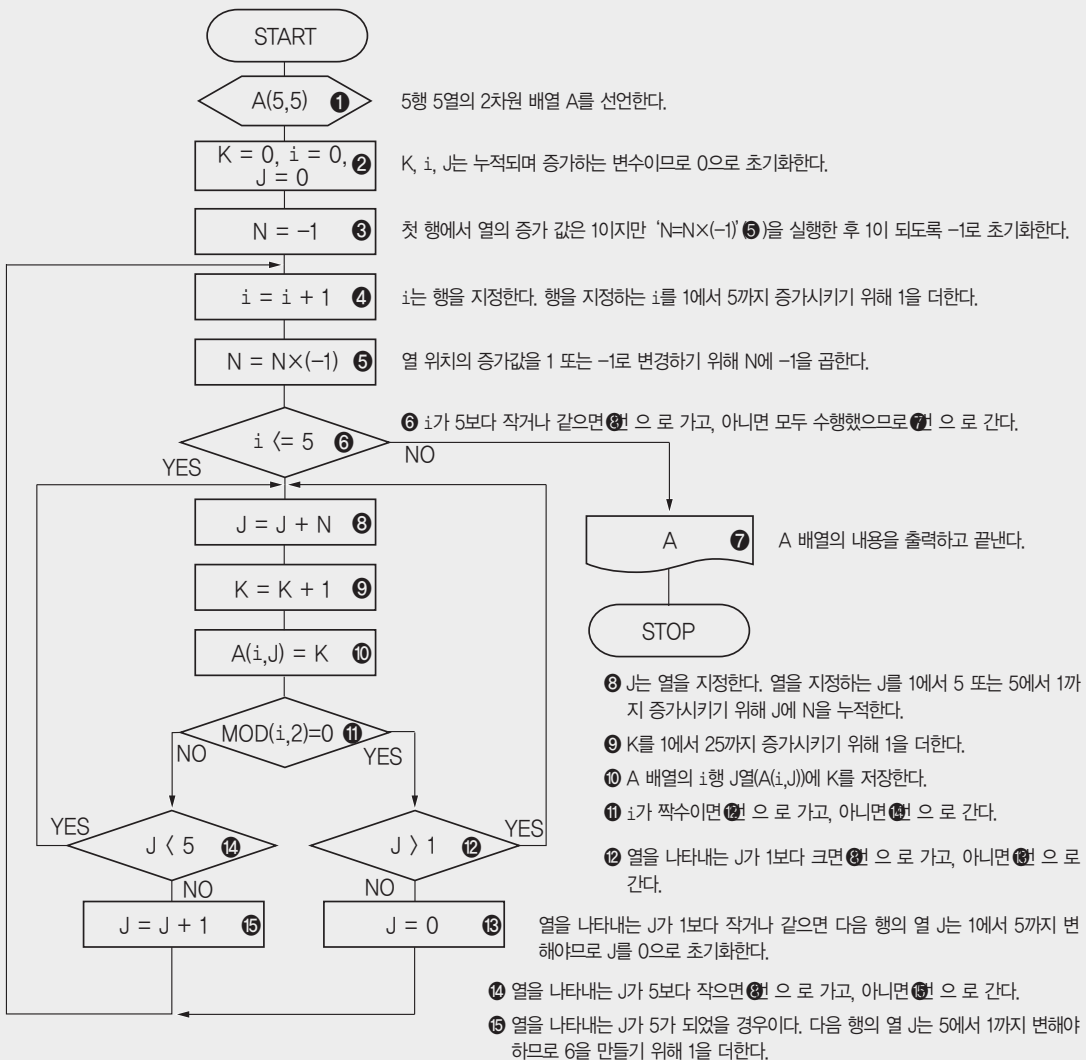 START
A(5,5) ❶
5행 5열의 2차원 배열 A를 선언한다.
K = 0, i = 0, J = 0 ❷
K, i, J는 누적되며 증가하는 변수이므로 0으로 초기화한다.
N = -1 ❸
첫 행에서 열의 증가 값은 1이지만 ‘N=N×(-1)’(❺)을 실행한 후 1이 되도록 -1로 초기화한다.
i = i + 1 ❹
i는 행을 지정한다. 행을 지정하는 i를 1에서 5까지 증가시키기 위해 1을 더한다.
N = N×(-1) ❺
열 위치의 증가값을 1 또는 -1로 변경하기 위해 N에 -1을 곱한다.
❻ i가 5보다 작거나 같으면 ❽번 으 로 가고, 아니면 모두 수행했으므로 ❼번 으 로 간다.
i <= 5 ❻
YES
NO
J = J + N ❽
A ❼
A 배열의 내용을 출력하고 끝낸다.
K = K + 1 ❾
STOP
A(i,J) = K ❿
❽ J는 열을 지정한다. 열을 지정하는 J를 1에서 5 또는 5에서 1까
지 증가시키기 위해 J에 N을 누적한다.
MOD(i,2)=0 ⓫
NO
YES
❾ K를 1에서 25까지 증가시키기 위해 1을 더한다.
❿ A 배열의 i행 J열(A(i,J))에 K를 저장한다.
⓫ i가 짝수이면 ⓬번 으 로 가고, 아니면 ⓮번 으 로 간다.
YES
J < 5 ⓮
J > 1 ⓬
YES
⓬ 열을 나타내는 J가 1보다 크면 ❽번 으 로 가고, 아니면 ⓭번 으 로
간다.
NO
NO
J = J + 1 ⓯
J = 0 ⓭
열을 나타내는 J가 1보다 작거나 같으면 다음 행의 열 J는 1에서 5까지 변
해야므로 J를 0으로 초기화한다.
⓮ 열을 나타내는 J가 5보다 작으면 ❽번 으 로 가고, 아니면 ⓯번 으 로 간다.
⓯ 열을 나타내는 J가 5가 되었을 경우이다. 다음 행의 열 J는 5에서 1까지 변해야
하므로 6을 만들기 위해 1을 더한다.